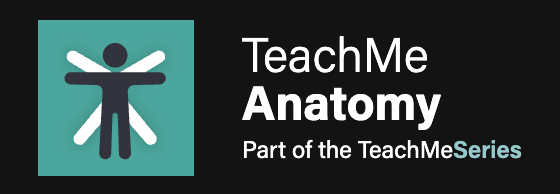 TeachMe
Anatomy
Part of the TeachMeSeries